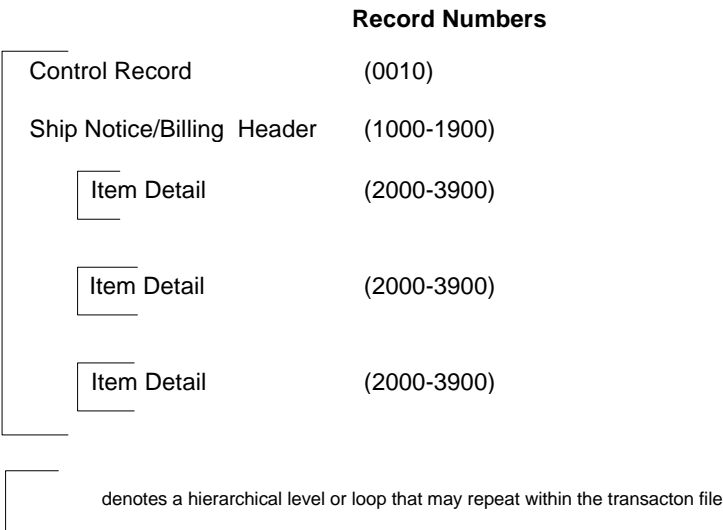 Record Numbers
Control Record (0010)
Ship Notice/Billing Header (1000-1900)
Item Detail (2000-3900)
Item Detail (2000-3900)
Item Detail (2000-3900)
denotes a hierarchical level or loop that may repeat within the transacton file